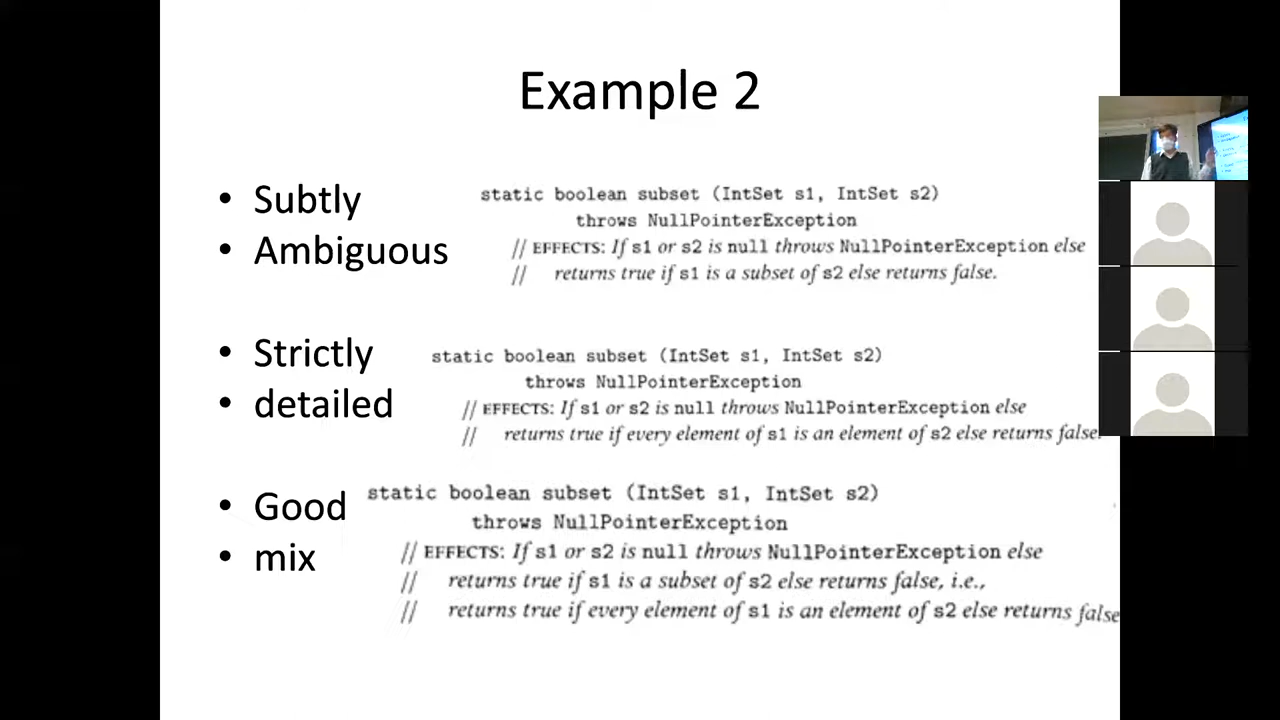 Example 2
• Subtly
• Ambiguous
static boolean subset (IntSet s1, IntSet s2)
throws NullPointerException
// EFFECTS: If s1 or s2 is null throws NullPointerException else
// returns true if s1 is a subset of s2 else returns false.
• Strictly
• detailed
static boolean subset (IntSet s1, IntSet s2)
throws NullPointerException
// EFFECTS: If s1 or s2 is null throws NullPointerException else
// returns true if every element of s1 is an element of s2 else returns false.
• Good
• mix
static boolean subset (IntSet s1, IntSet s2)
throws NullPointerException
// EFFECTS: If s1 or s2 is null throws NullPointerException else
// returns true if s1 is a subset of s2 else returns false, i.e.,
// returns true if every element of s1 is an element of s2 else returns false